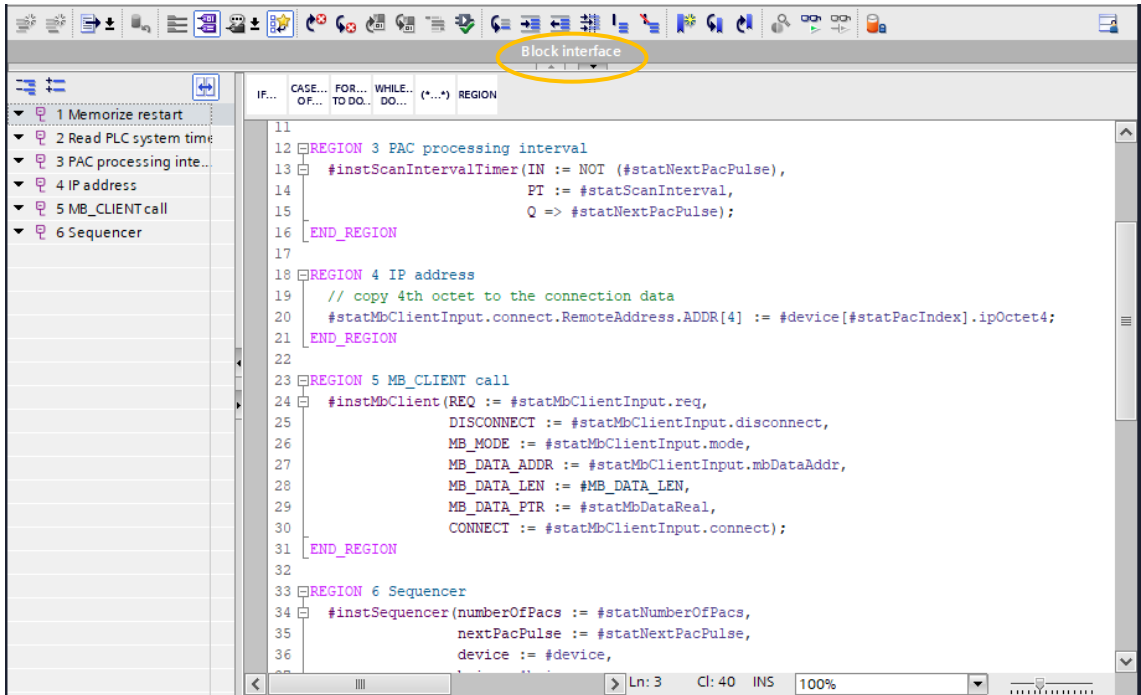 Block interface
IF... CASE... OF... FOR... TO DO... WHILE... DO... (*...*) REGION
1 Memorize restart
2 Read PLC system time
3 PAC processing inte...
4 IP address
5 MB_CLIENT call
6 Sequencer
11
12 REGION 3 PAC processing interval
13 #instScanIntervalTimer(IN := NOT (#statNextPacPulse),
14 PT := #statScanInterval,
15 Q => #statNextPacPulse);
16 END_REGION
17
18 REGION 4 IP address
19 // copy 4th octet to the connection data
20 #statMbClientInput.connect.RemoteAddress.ADDR[4] := #device[#statPacIndex].ipOctet4;
21 END_REGION
22
23 REGION 5 MB_CLIENT call
24 #instMbClient(REQ := #statMbClientInput.req,
25 DISCONNECT := #statMbClientInput.disconnect,
26 MB_MODE := #statMbClientInput.mode,
27 MB_DATA_ADDR := #statMbClientInput.mbDataAddr,
28 MB_DATA_LEN := #MB_DATA_LEN,
29 MB_DATA_PTR := #statMbDataReal,
30 CONNECT := #statMbClientInput.connect);
31 END_REGION
32
33 REGION 6 Sequencer
34 #instSequencer(numberOfPacs := #statNumberOfPacs,
35 nextPacPulse := #statNextPacPulse,
36 device := #device,
Ln: 3 Cl: 40 INS 100%